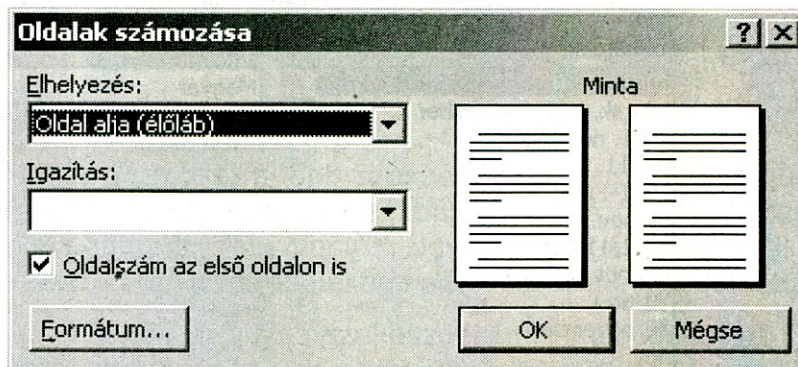 Oldalak számozása
Elhelyezés:
Oldal alja (élőláb)
Igazítás:
Oldalszám az első oldalon is
Formátum...
Minta
OK
Mégse